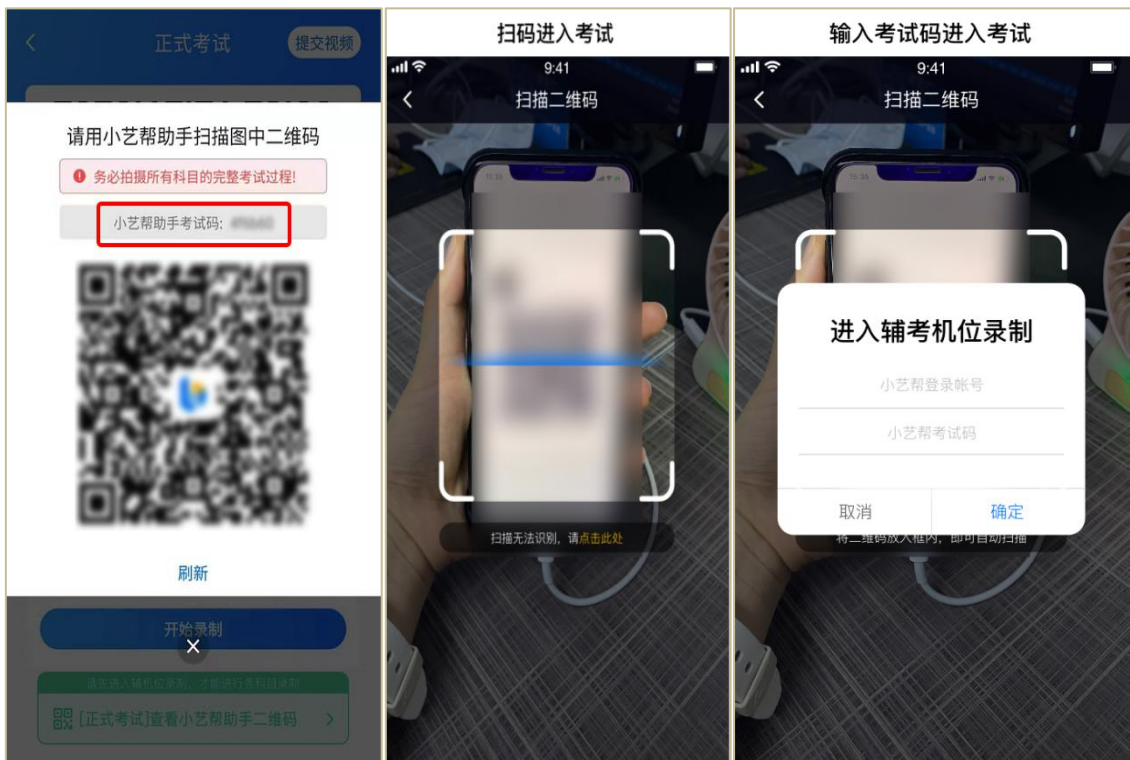 正式考试
提交视频
请用小艺帮助手扫描图中二维码
务必拍摄所有科目的完整考试过程!
小艺帮助手考试码:
刷新
开始录制
请先进入辅机位录制，才能进行各科目录制
[正式考试]查看小艺帮助手二维码
扫码进入考试
9:41
扫描二维码
扫描无法识别，请点击此处
输入考试码进入考试
9:41
扫描二维码
进入辅考机位录制
小艺帮登录帐号
小艺帮考试码
取消
确定
将二维码放入框内，即可自动扫描